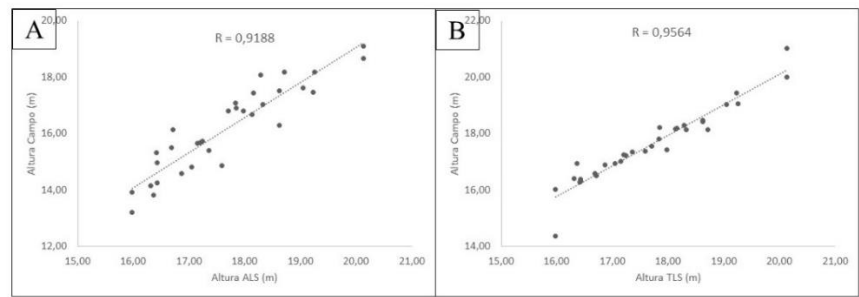 A
R = 0,9188
20,00
18,00
16,00
14,00
12,00
Altura Campo (m)
15,00 16,00 17,00 18,00 19,00 20,00 21,00
Altura ALS (m)
B
R = 0,9564
22,00
20,00
18,00
16,00
14,00
Altura Campo (m)
15,00 16,00 17,00 18,00 19,00 20,00 21,00
Altura TLS (m)